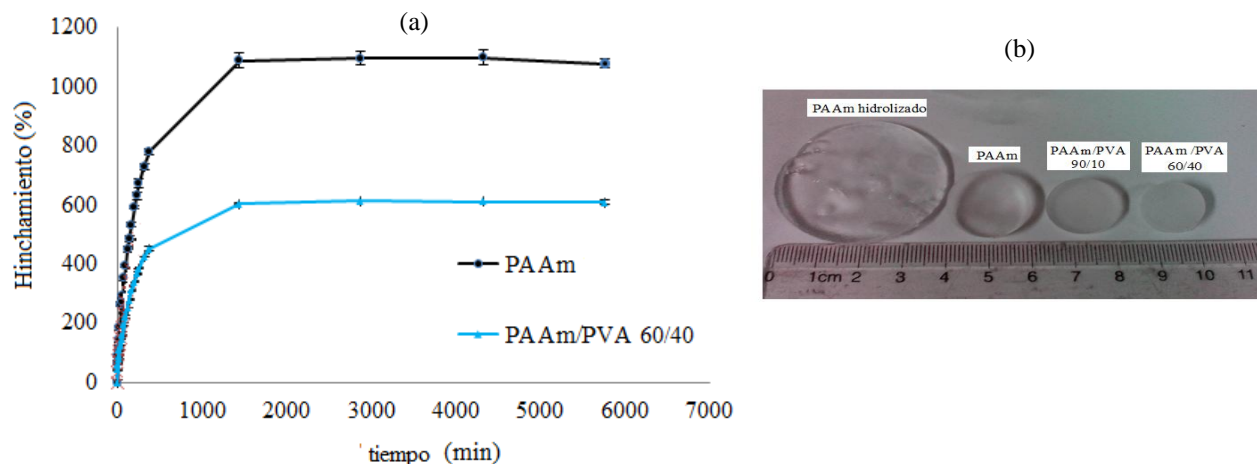 (a)
1200
1000
800
600
400
200
0
Hinchamiento (%)
PAAm
PAAm/PVA 60/40
0 1000 2000 3000 4000 5000 6000 7000
tiempo (min)
(b)
PAAm hidrolizado
PAAm
PAAm/PVA
90/10
PAAm /PVA
60/40
0 1cm 2 3 4 5 6 7 8 9 10 11